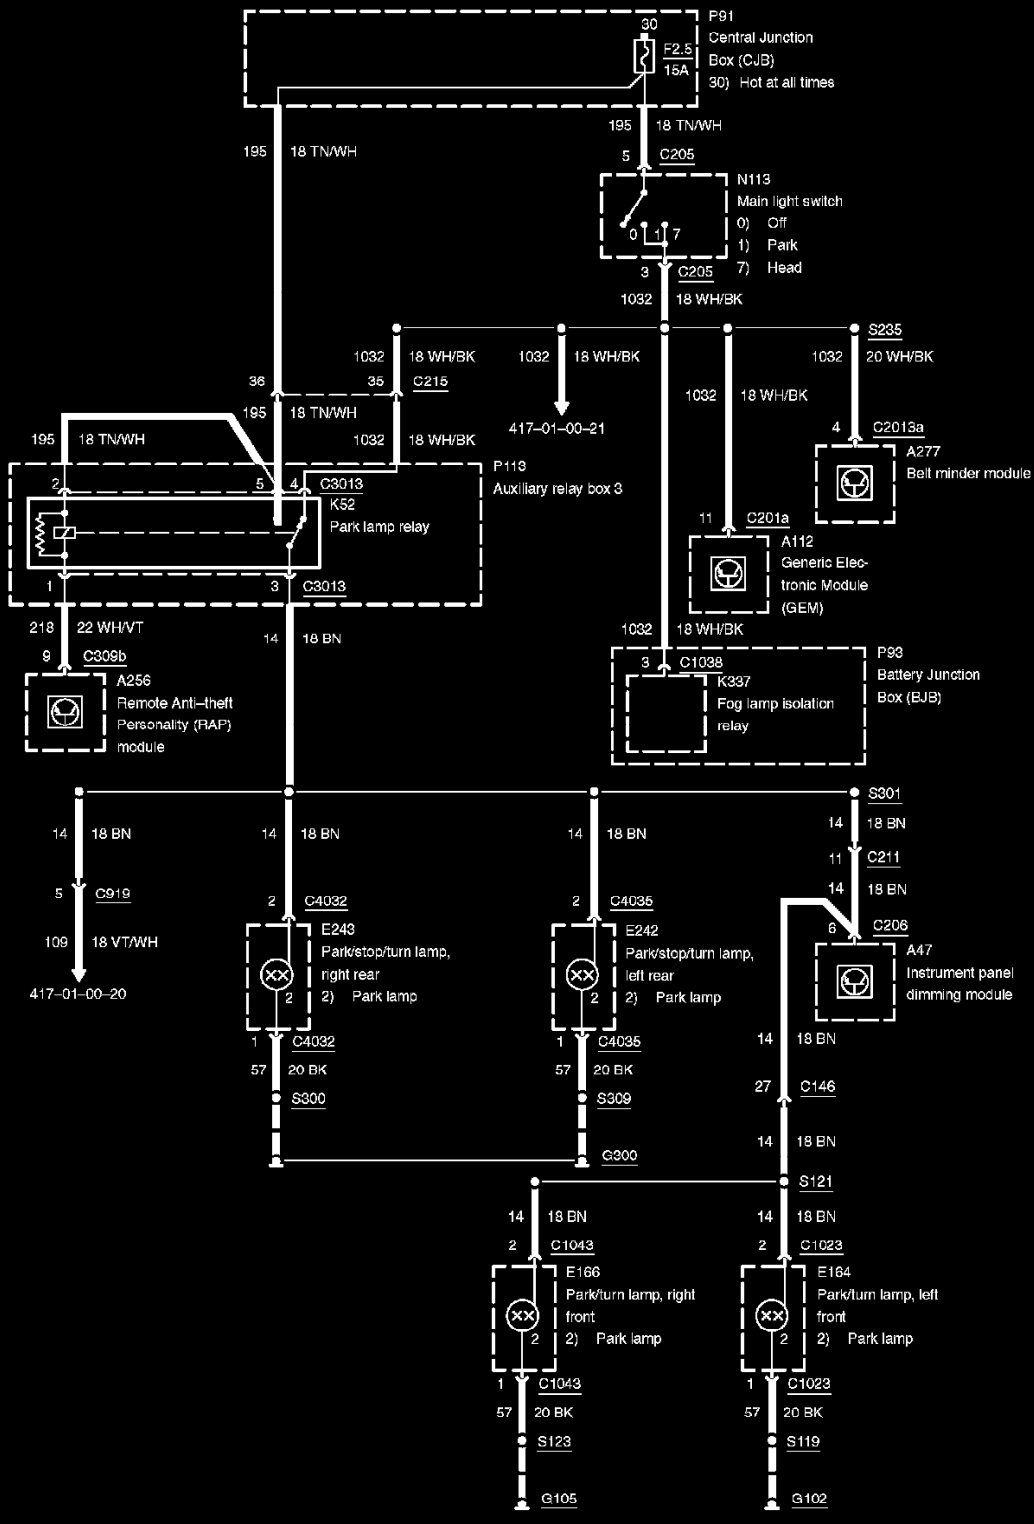 P91
Central Junction
Box (CJB)
30) Hot at all times
30
F2.5
15A
195 18 TN/WH
195 18 TN/WH
5 C205
N113
Main light switch
0) Off
1) Park
7) Head
0 1 7
3 C205
1032 18 WH/BK
S235
1032 18 WH/BK
1032 18 WH/BK
1032 20 WH/BK
36
35 C215
1032 18 WH/BK
195 18 TN/WH
417–01–00–21
4 C2013a
195 18 TN/WH
1032 18 WH/BK
A277
Belt minder module
P113
Auxiliary relay box 3
2
5
4 C3013
K52
Park lamp relay
11 C201a
A112
Generic Elec-
tronic Module
(GEM)
1
3 C3013
218 22 WH/VT
14 18 BN
1032 18 WH/BK
9 C309b
P93
Battery Junction
Box (BJB)
3 C1038
K337
Fog lamp isolation
relay
A256
Remote Anti–theft
Personality (RAP)
module
S301
14 18 BN
14 18 BN
14 18 BN
14 18 BN
11 C211
5 C919
14 18 BN
2 C4032
2 C4035
6 C206
109 18 VT/WH
417–01–00–20
E243
Park/stop/turn lamp,
right rear
2) Park lamp
2
E242
Park/stop/turn lamp,
left rear
2) Park lamp
2
A47
Instrument panel
dimming module
1 C4032
1 C4035
14 18 BN
57 20 BK
57 20 BK
27 C146
S300
S309
14 18 BN
G300
S121
14 18 BN
14 18 BN
2 C1043
2 C1023
E166
Park/turn lamp, right
front
2) Park lamp
2
E164
Park/turn lamp, left
front
2) Park lamp
2
1 C1043
1 C1023
57 20 BK
57 20 BK
S123
S119
G105
G102